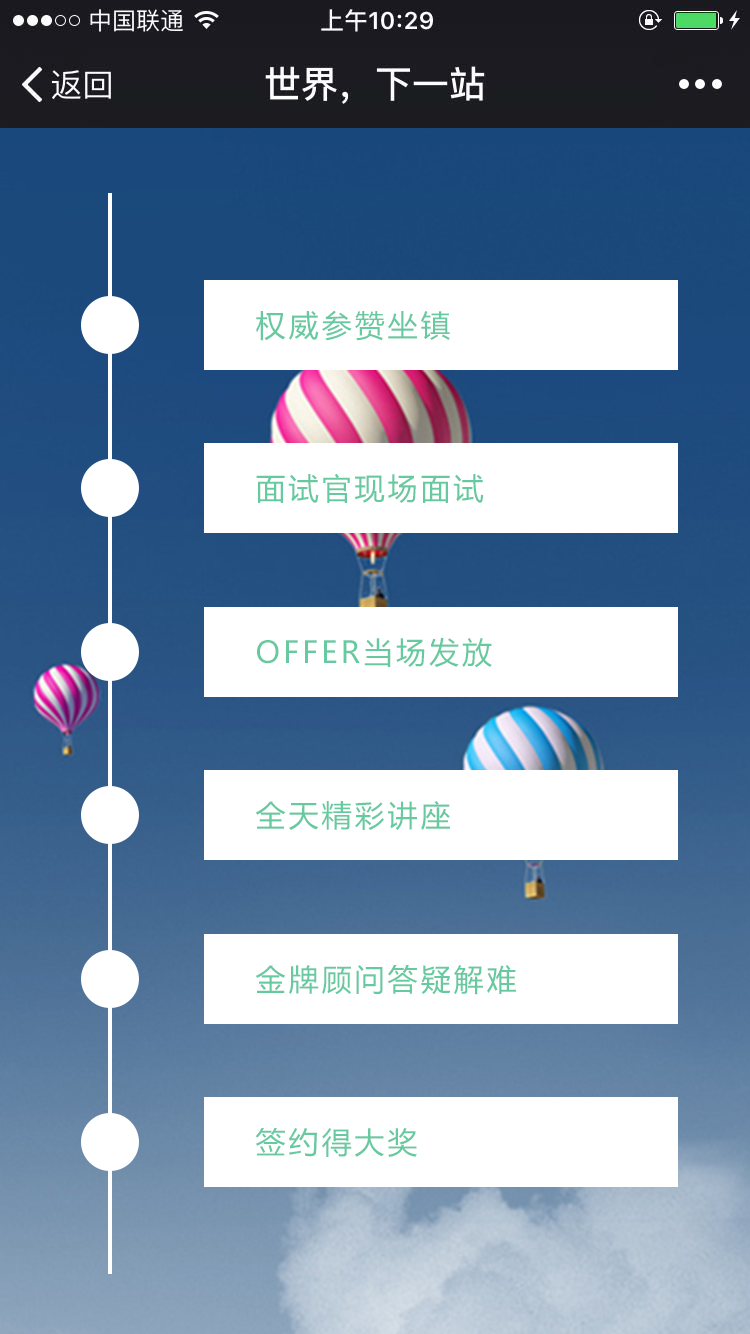 中国联通
上午10:29
返回
世界，下一站
权威参赞坐镇
面试官现场面试
OFFER当场发放
全天精彩讲座
金牌顾问答疑解难
签约得大奖